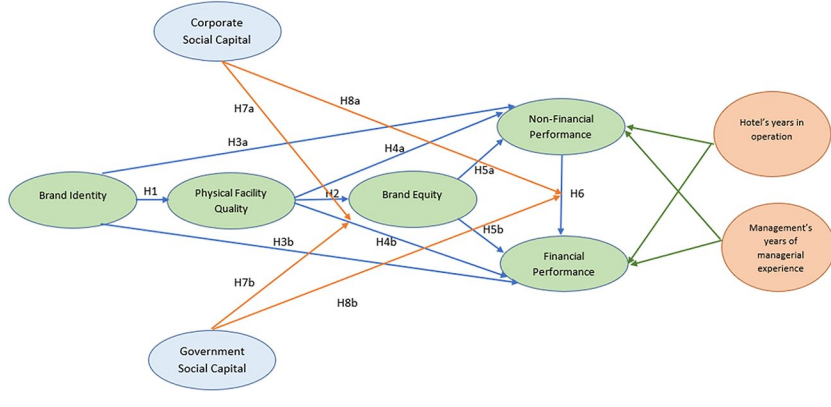 Corporate
Social Capital
H8a
H7a
Non-Financial
Performance
Hotel's years in
operation
H3a
H4a
H5a
Brand Identity
H1
Physical Facility
Quality
H2
Brand Equity
H6
H5b
H3b
H4b
Management's
years of
managerial
experience
Financial
Performance
H7b
H8b
Government
Social Capital